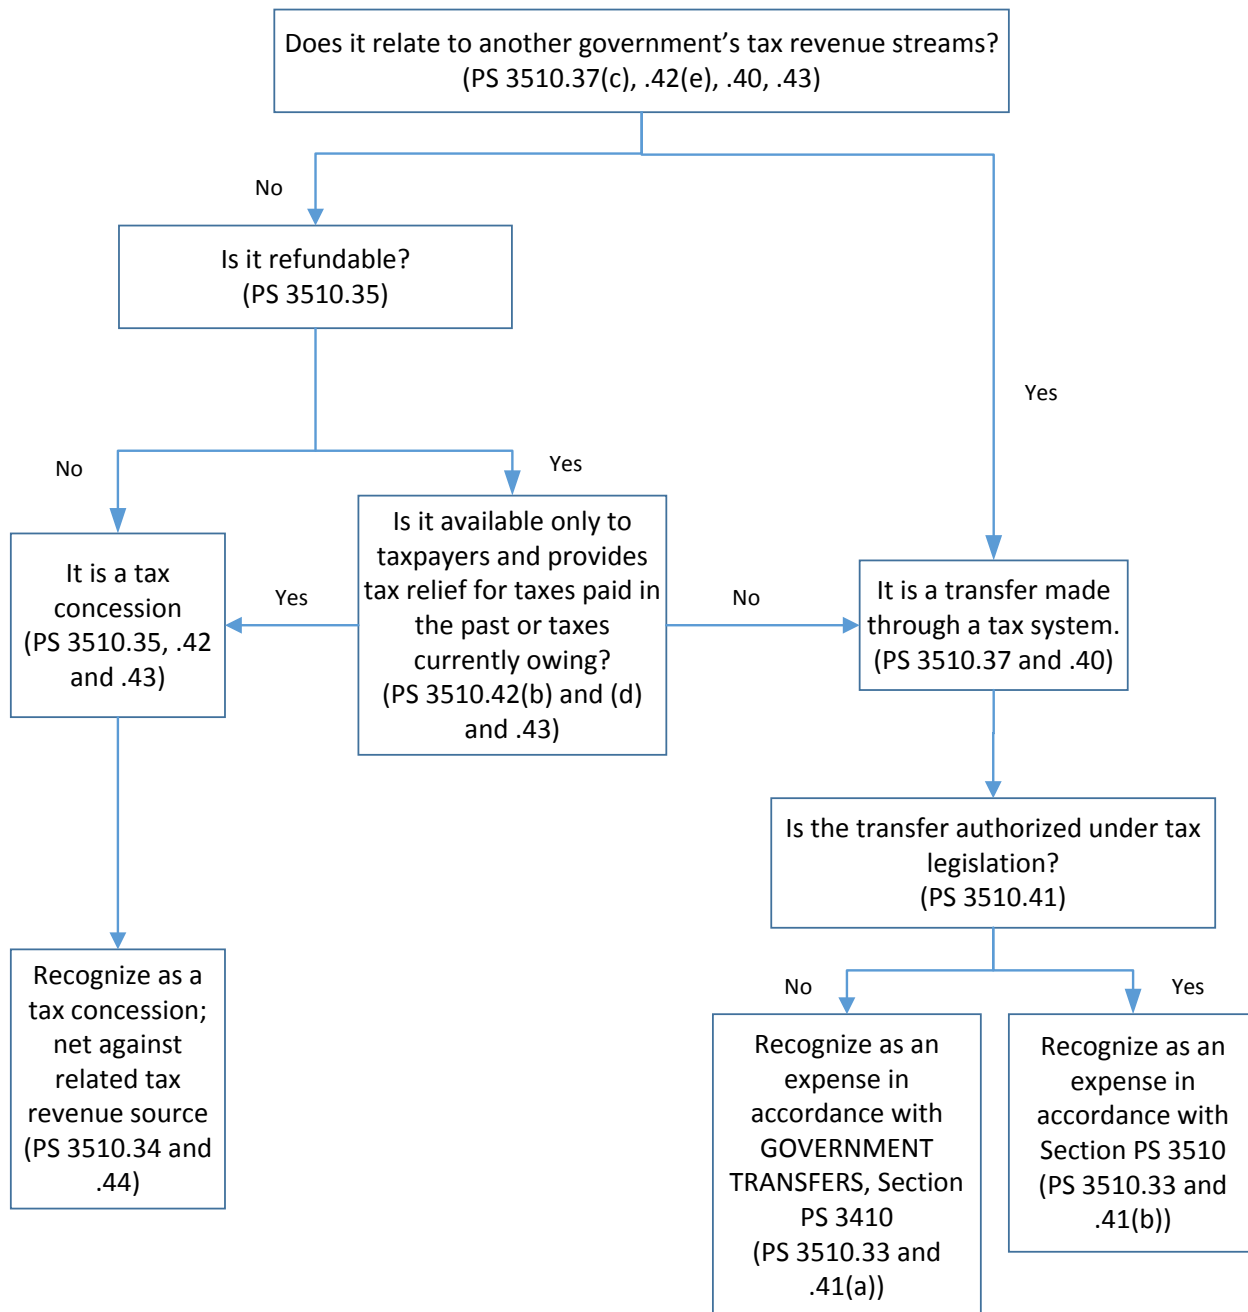 Does it relate to another government’s tax revenue streams?
(PS 3510.37(c), .42(e), .40, .43)
No
Is it refundable?
(PS 3510.35)
Yes
No
Yes
It is a tax
concession
(PS 3510.35, .42
and .43)
Yes
Is it available only to
taxpayers and provides
tax relief for taxes paid in
the past or taxes
currently owing?
(PS 3510.42(b) and (d)
and .43)
No
It is a transfer made
through a tax system.
(PS 3510.37 and .40)
Is the transfer authorized under tax
legislation?
(PS 3510.41)
No
Yes
Recognize as a
tax concession;
net against
related tax
revenue source
(PS 3510.34 and
.44)
Recognize as an
expense in
accordance with
GOVERNMENT
TRANSFERS, Section
PS 3410
(PS 3510.33 and
.41(a))
Recognize as an
expense in
accordance with
Section PS 3510
(PS 3510.33 and
.41(b))